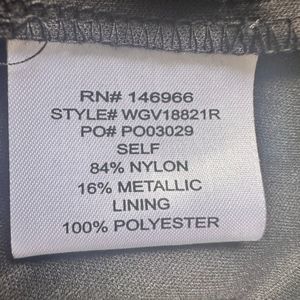 RN# 146966
STYLE# WGV18821R
PO# PO03029
SELF
84% NYLON
16% METALLIC
LINING
100% POLYESTER